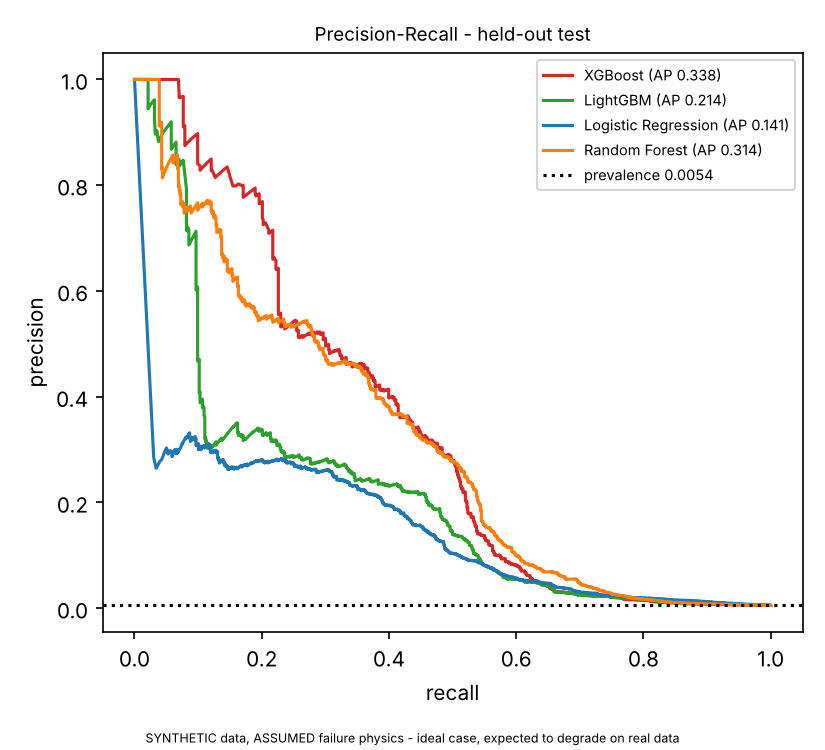 Precision-Recall - held-out test
XGBoost (AP 0.338)
LightGBM (AP 0.214)
Logistic Regression (AP 0.141)
Random Forest (AP 0.314)
prevalence 0.0054
precision
1.0
0.8
0.6
0.4
0.2
0.0
0.0 0.2 0.4 0.6 0.8 1.0
recall
SYNTHETIC data, ASSUMED failure physics - ideal case, expected to degrade on real data